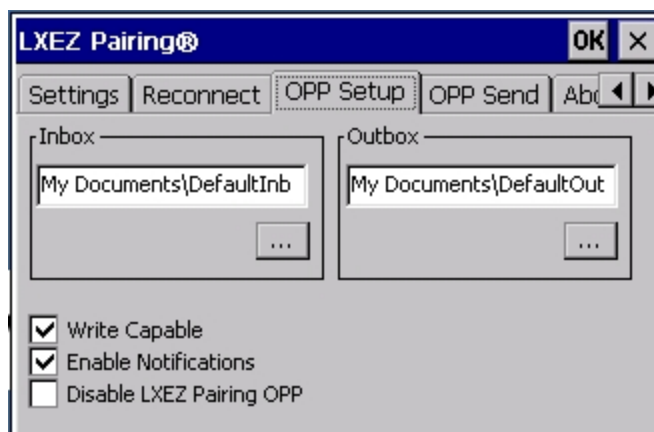 LXEZ Pairing® OK ×
Settings Reconnect OPP Setup OPP Send Abo
Inbox Outbox
My Documents\DefaultInb My Documents\DefaultOut
... ...
Write Capable
Enable Notifications
Disable LXEZ Pairing OPP